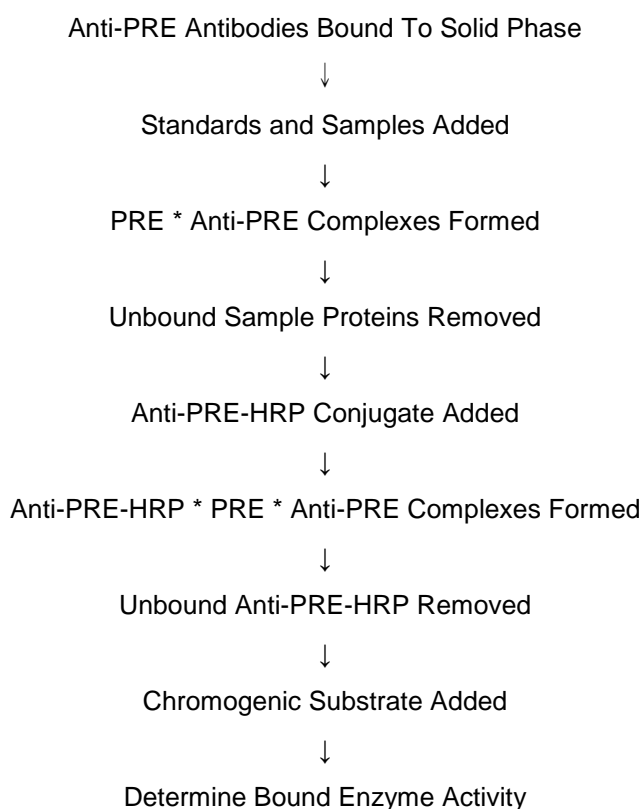 Anti-PRE Antibodies Bound To Solid Phase
↓
Standards and Samples Added
↓
PRE * Anti-PRE Complexes Formed
↓
Unbound Sample Proteins Removed
↓
Anti-PRE-HRP Conjugate Added
↓
Anti-PRE-HRP * PRE * Anti-PRE Complexes Formed
↓
Unbound Anti-PRE-HRP Removed
↓
Chromogenic Substrate Added
↓
Determine Bound Enzyme Activity